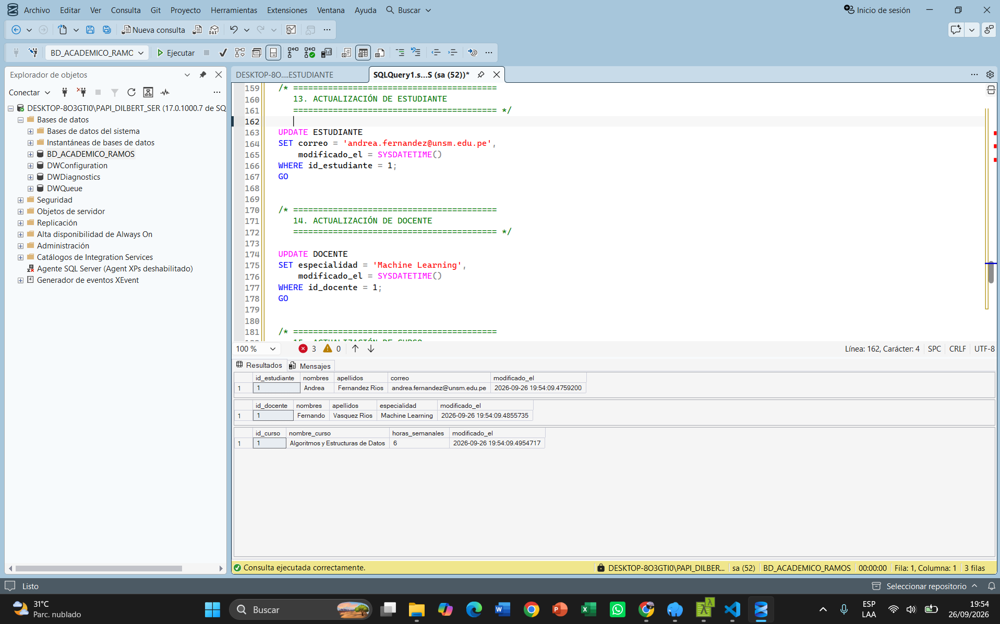 Archivo Editar Ver Consulta Git Proyecto Herramientas Extensiones Ventana Ayuda Buscar Inicio de sesión
Nueva consulta DAX
BD_ACADEMICO_RAMC Ejecutar
Explorador de objetos
Conectar
DESKTOP-8O3GTI0\PAPI_DILBERT_SER (17.0.1000.7 de SQ
Bases de datos
Bases de datos del sistema
Instantáneas de bases de datos
BD_ACADEMICO_RAMOS
DWConfiguration
DWDiagnostics
DWQueue
Seguridad
Objetos de servidor
Replicación
Alta disponibilidad de Always On
Administración
Catálogos de Integration Services
Agente SQL Server (Agent XPs deshabilitado)
Generador de eventos XEvent
DESKTOP-8O....ESTUDIANTE SQLQuery1.s...S (sa (52))*
159 /* =========================================
160 13. ACTUALIZACIÓN DE ESTUDIANTE
161 ========================================= */
162
163 UPDATE ESTUDIANTE
164 SET correo = 'andrea.fernandez@unsm.edu.pe',
165 modificado_el = SYSDATETIME()
166 WHERE id_estudiante = 1;
167 GO
168
169
170 /* =========================================
171 14. ACTUALIZACIÓN DE DOCENTE
172 ========================================= */
173
174 UPDATE DOCENTE
175 SET especialidad = 'Machine Learning',
176 modificado_el = SYSDATETIME()
177 WHERE id_docente = 1;
178 GO
179
180
181 /* =========================================
15. ACTUALIZACIÓN DE CURSO
100 % 3 0 Línea: 162, Carácter: 4 SPC CRLF UTF-8
Resultados Mensajes
id_estudiante nombres apellidos correo modificado_el
1 1 Andrea Fernandez Rios andrea.fernandez@unsm.edu.pe 2026-09-26 19:54:09.4759200
id_docente nombres apellidos especialidad modificado_el
1 1 Fernando Vasquez Rios Machine Learning 2026-09-26 19:54:09.4855735
id_curso nombre_curso horas_semanales modificado_el
1 1 Algoritmos y Estructuras de Datos 6 2026-09-26 19:54:09.4954717
Consulta ejecutada correctamente. DESKTOP-8O3GTI0\PAPI_DILBER... sa (52) BD_ACADEMICO_RAMOS 00:00:00 Fila: 1, Columna: 1 3 filas
Listo Seleccionar repositorio
31°C
Parc. nublado
Buscar
ESP
LAA
19:54
26/09/2026